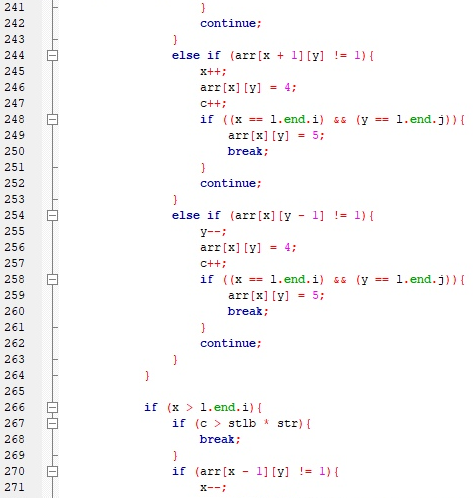 241 }
242 continue;
243 }
244 else if (arr[x + 1][y] != 1){
245 x++;
246 arr[x][y] = 4;
247 c++;
248 if ((x == l.end.i) && (y == l.end.j)){
249 arr[x][y] = 5;
250 break;
251 }
252 continue;
253 }
254 else if (arr[x][y - 1] != 1){
255 y--;
256 arr[x][y] = 4;
257 c++;
258 if ((x == l.end.i) && (y == l.end.j)){
259 arr[x][y] = 5;
260 break;
261 }
262 continue;
263 }
264 }
265
266 if (x > l.end.i){
267 if (c > stlb * str){
268 break;
269 }
270 if (arr[x - 1][y] != 1){
271 x--;